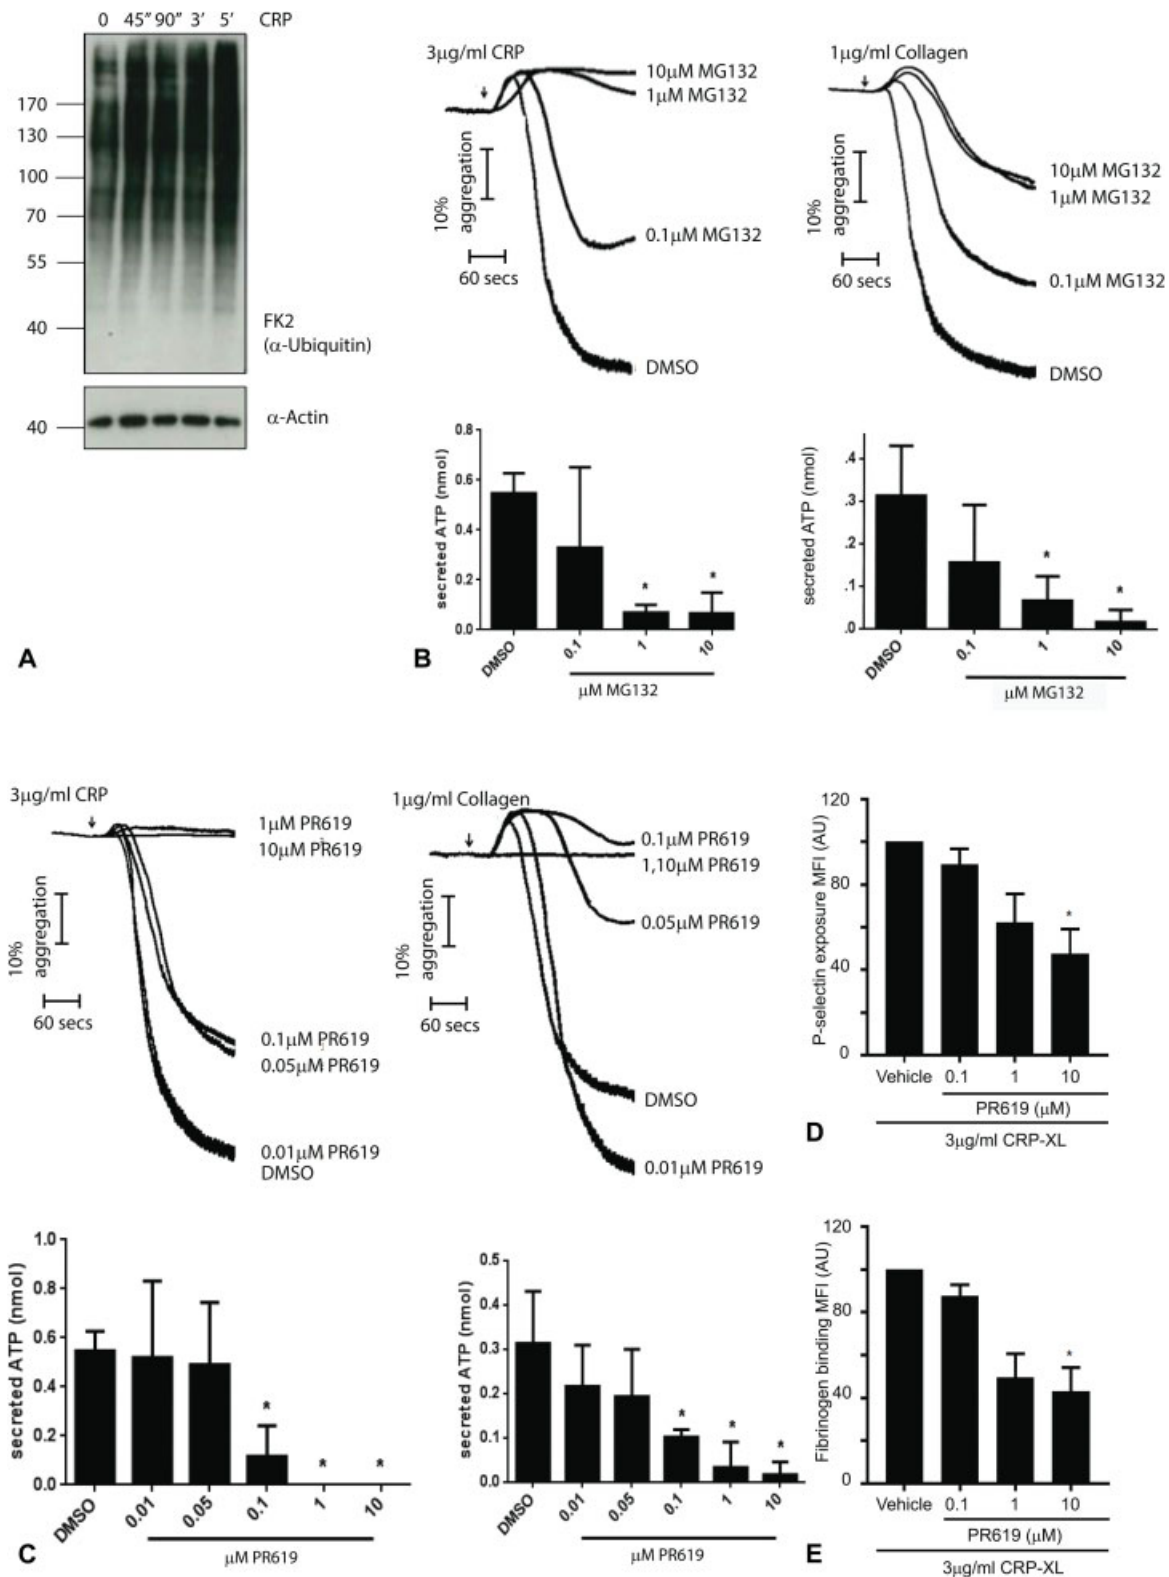 0 45” 90” 3’ 5’ CRP
170
130
100
70
55
40
FK2
(α-Ubiquitin)
40
α-Actin
A
3μg/ml CRP
10μM MG132
1μM MG132
10%
aggregation
60 secs
0.1μM MG132
DMSO
1μg/ml Collagen
10μM MG132
1μM MG132
10%
aggregation
60 secs
0.1μM MG132
DMSO
secreted ATP (nmol)
0.8
0.6
0.4
0.2
0.0
* *
DMSO 0.1 1 10
μM MG132
B
secreted ATP (nmol)
.4
.3
.2
.1
.0
* *
DMSO 0.1 1 10
μM MG132
3μg/ml CRP
1μM PR619
10μM PR619
10%
aggregation
60 secs
0.1μM PR619
0.05μM PR619
0.01μM PR619
DMSO
1μg/ml Collagen
0.1μM PR619
1,10μM PR619
0.05μM PR619
10%
aggregation
60 secs
DMSO
0.01μM PR619
secreted ATP (nmol)
1.0
0.8
0.6
0.4
0.2
0.0
* * *
DMSO 0.01 0.05 0.1 1 10
μM PR619
C
secreted ATP (nmol)
0.5
0.4
0.3
0.2
0.1
0.0
* * *
DMSO 0.01 0.05 0.1 1 10
μM PR619
P-selectin exposure MFI (AU)
120
80
40
0
*
Vehicle 0.1 1 10
PR619 (μM)
3μg/ml CRP-XL
D
Fibrinogen binding MFI (AU)
120
80
40
0
*
Vehicle 0.1 1 10
PR619 (μM)
3μg/ml CRP-XL
E